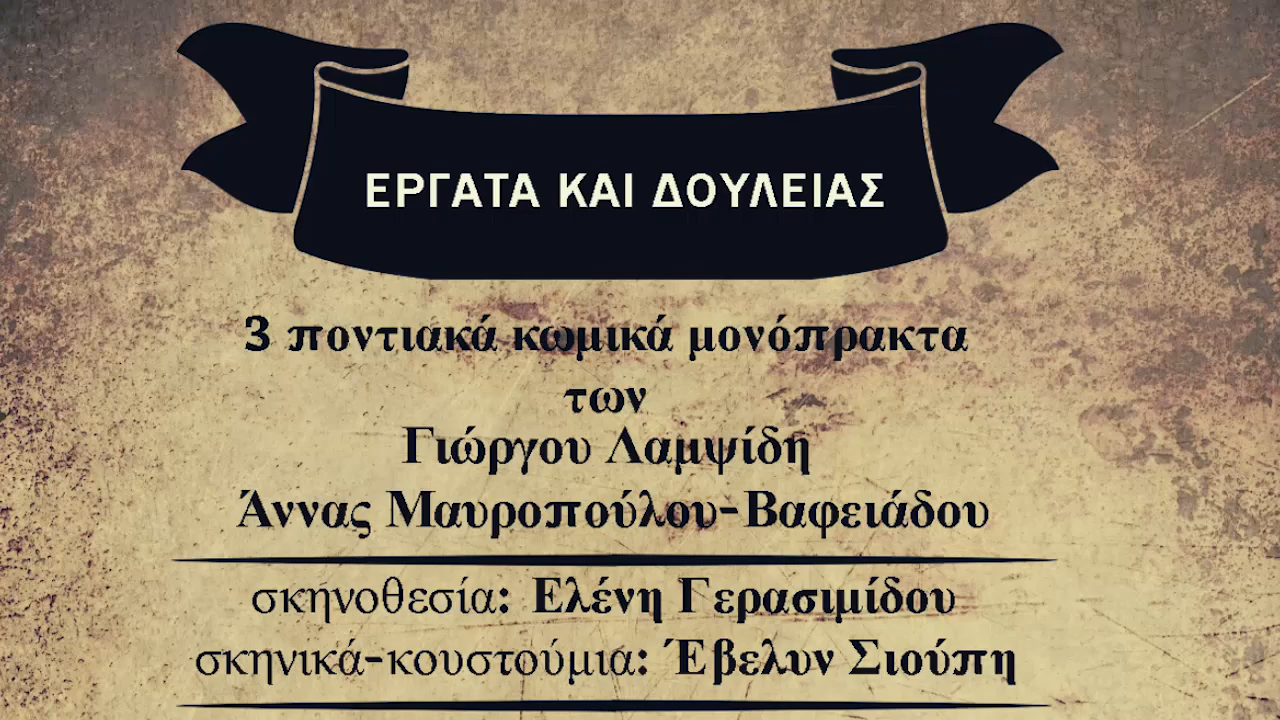 ΕΡΓΑΤΑ ΚΑΙ ΔΟΥΛΕΙΑΣ
3 ποντιακά κωμικά μονόπρακτα
των
Γιώργου Λαμψίδη
Άννας Μαυροπούλου-Βαφειάδου
σκηνοθεσία: Ελένη Γερασιμίδου
σκηνικά-κουστούμια: Έβελυν Σιούπη